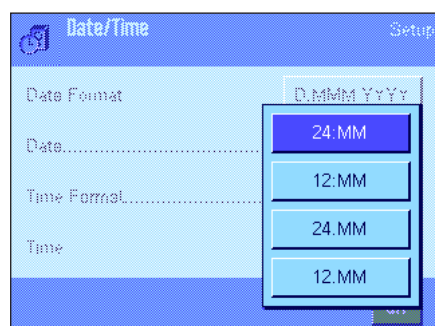 Date/Time
Setup
Date Format
D.MMM YYYY
Date
Time Format
Time
24:MM
12:MM
24.MM
12.MM